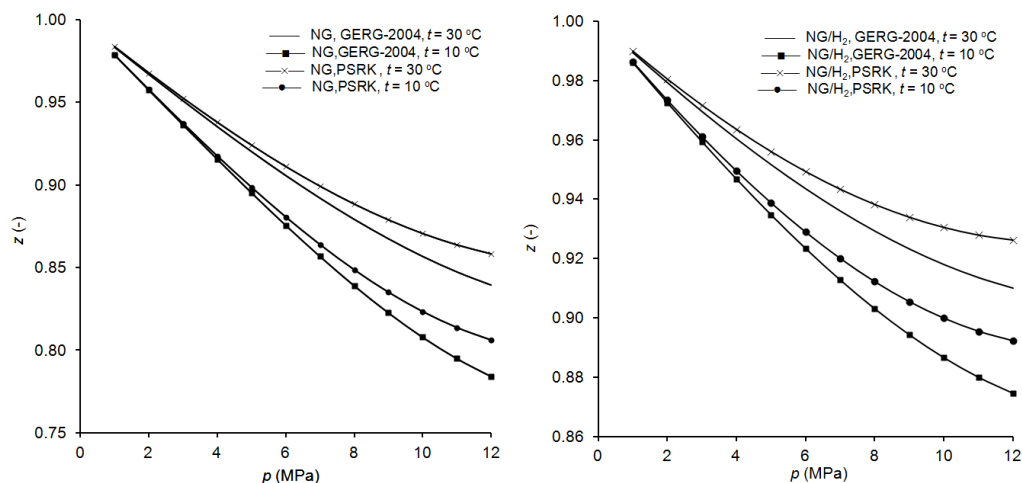 1.00
0.95
0.90
0.85
0.80
0.75
0
2
4
6
8
10
12
z (-)
p (MPa)
NG, GERG-2004, t = 30 °C
NG,GERG-2004, t = 10 °C
NG,PSRK , t = 30 °C
NG,PSRK, t = 10 °C
1.00
0.98
0.96
0.94
0.92
0.90
0.88
0.86
0
2
4
6
8
10
12
z (-)
p (MPa)
NG/H₂, GERG-2004, t = 30 °C
NG/H₂,GERG-2004, t = 10 °C
NG/H₂,PSRK, t = 30 °C
NG/H₂,PSRK, t = 10 °C